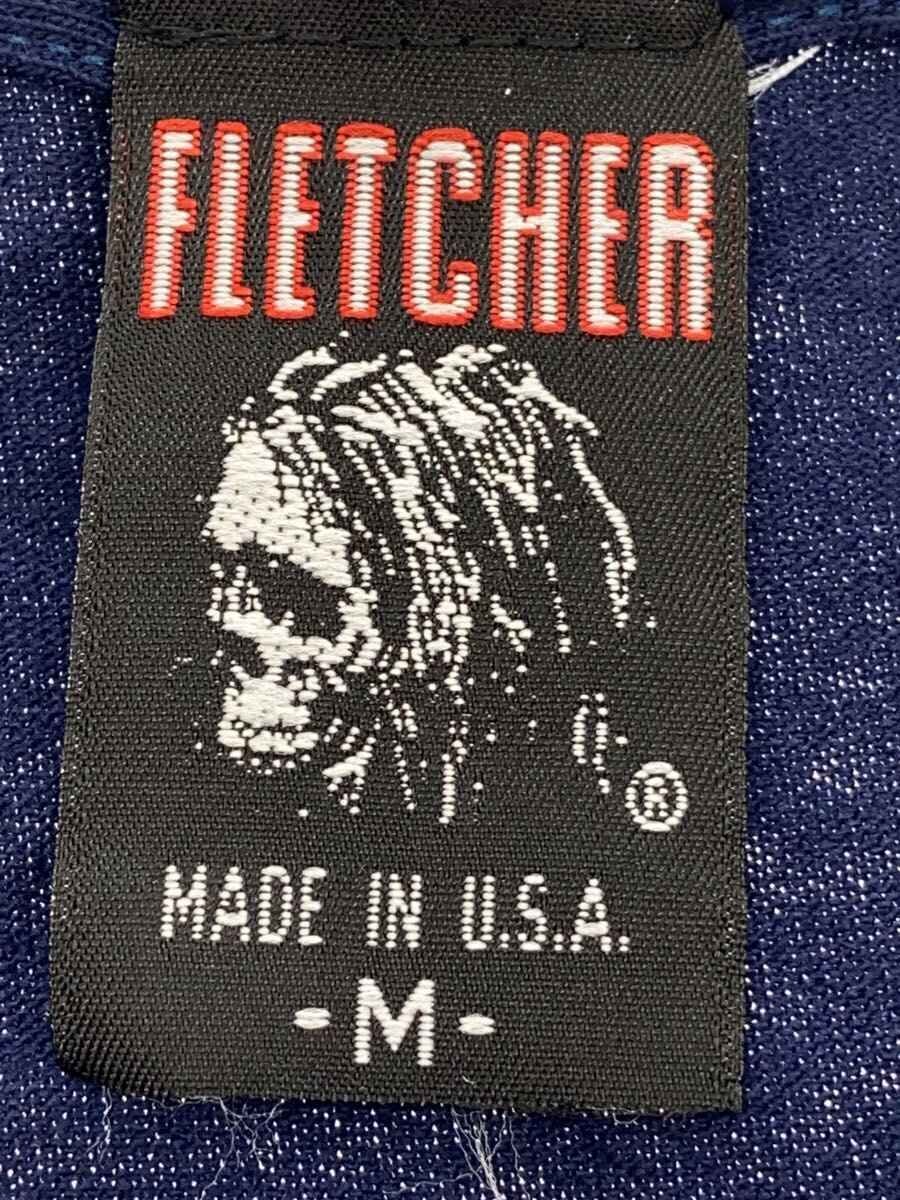 FLETCHER
®
MADE IN U.S.A.
-M-